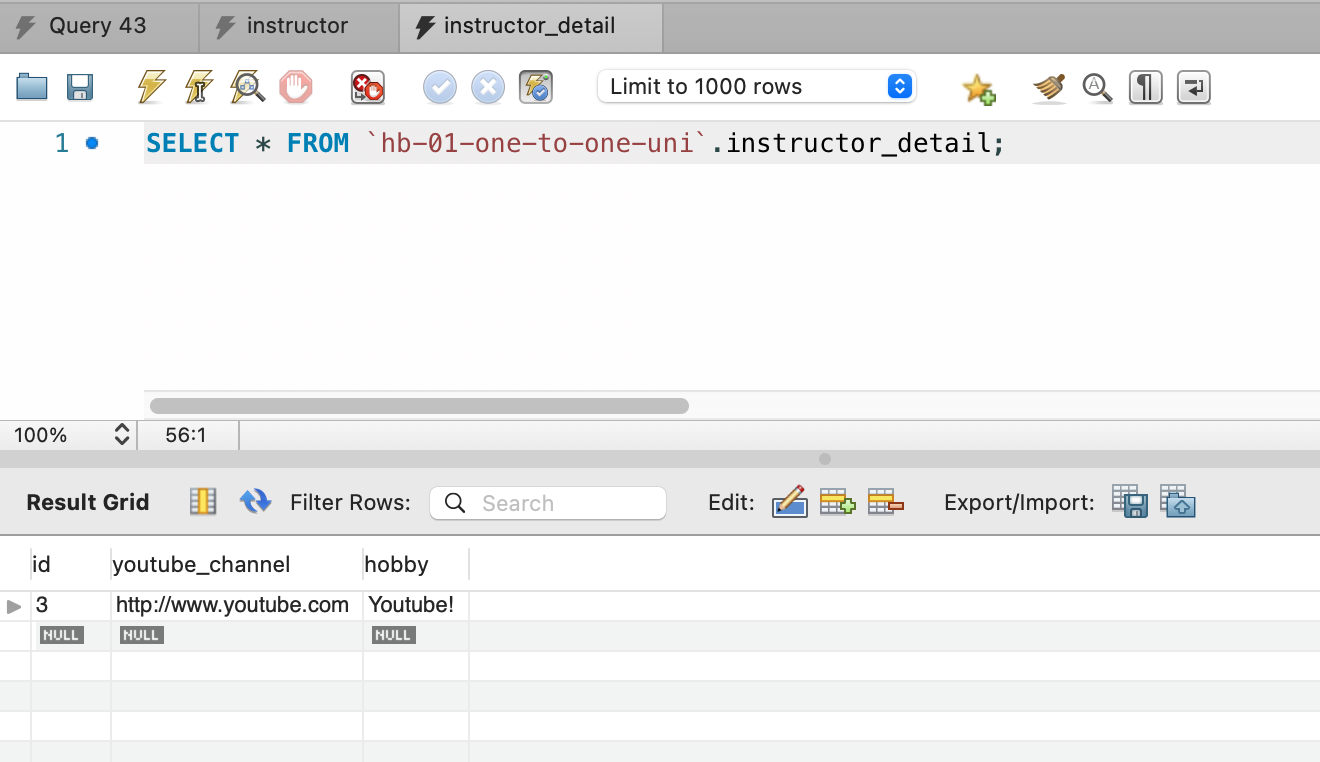 Query 43 instructor instructor_detail
Limit to 1000 rows
1 SELECT * FROM `hb-01-one-to-one-uni`.instructor_detail;
100% 56:1
Result Grid Filter Rows: Search Edit: Export/Import:
id youtube_channel hobby
3 http://www.youtube.com Youtube!
NULL NULL NULL